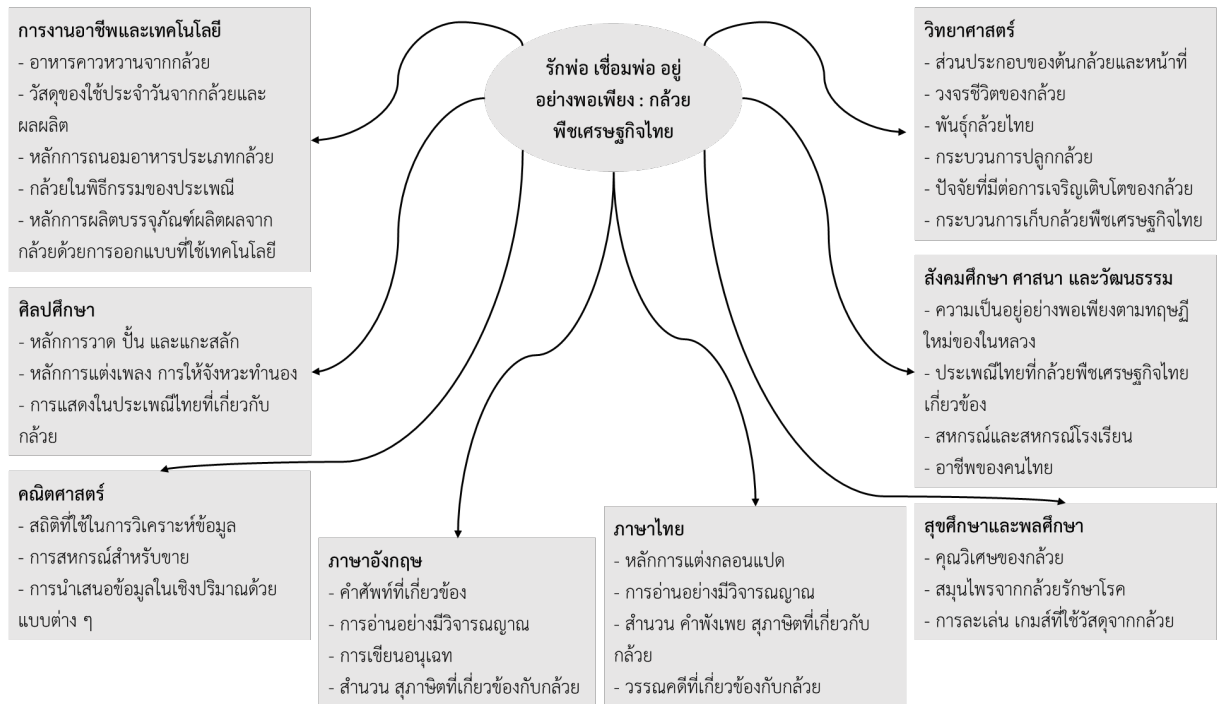 รักพ่อ เชื่อมพ่อ อยู่
อย่างพอเพียง : กล้วย
พืชเศรษฐกิจไทย
การงานอาชีพและเทคโนโลยี
- อาหารคาวหวานจากกล้วย
- วัสดุของใช้ประจำวันจากกล้วยและ
ผลผลิต
- หลักการถนอมอาหารประเภทกล้วย
- กล้วยในพิธีกรรมของประเพณี
- หลักการผลิตบรรจุภัณฑ์ผลิตผลจาก
กล้วยด้วยการออกแบบที่ใช้เทคโนโลยี
ศิลปศึกษา
- หลักการวาด ปั้น และแกะสลัก
- หลักการแต่งเพลง การให้จังหวะทำนอง
- การแสดงในประเพณีไทยที่เกี่ยวกับ
กล้วย
คณิตศาสตร์
- สถิติที่ใช้ในการวิเคราะห์ข้อมูล
- การสหกรณ์สำหรับขาย
- การนำเสนอข้อมูลในเชิงปริมาณด้วย
แบบต่าง ๆ
ภาษาอังกฤษ
- คำศัพท์ที่เกี่ยวข้อง
- การอ่านอย่างมีวิจารณญาณ
- การเขียนอนุเฉท
- สำนวน สุภาษิตที่เกี่ยวข้องกับกล้วย
ภาษาไทย
- หลักการแต่งกลอนแปด
- การอ่านอย่างมีวิจารณญาณ
- สำนวน คำพังเพย สุภาษิตที่เกี่ยวกับ
กล้วย
- วรรณคดีที่เกี่ยวข้องกับกล้วย
วิทยาศาสตร์
- ส่วนประกอบของต้นกล้วยและหน้าที่
- วงจรชีวิตของกล้วย
- พันธุ์กล้วยไทย
- กระบวนการปลูกกล้วย
- ปัจจัยที่มีต่อการเจริญเติบโตของกล้วย
- กระบวนการเก็บกล้วยพืชเศรษฐกิจไทย
สังคมศึกษา ศาสนา และวัฒนธรรม
- ความเป็นอยู่อย่างพอเพียงตามทฤษฎี
ใหม่ของในหลวง
- ประเพณีไทยที่กล้วยพืชเศรษฐกิจไทย
เกี่ยวข้อง
- สหกรณ์และสหกรณ์โรงเรียน
- อาชีพของคนไทย
สุขศึกษาและพลศึกษา
- คุณวิเศษของกล้วย
- สมุนไพรจากกล้วยรักษาโรค
- การละเล่น เกมส์ที่ใช้วัสดุจากกล้วย